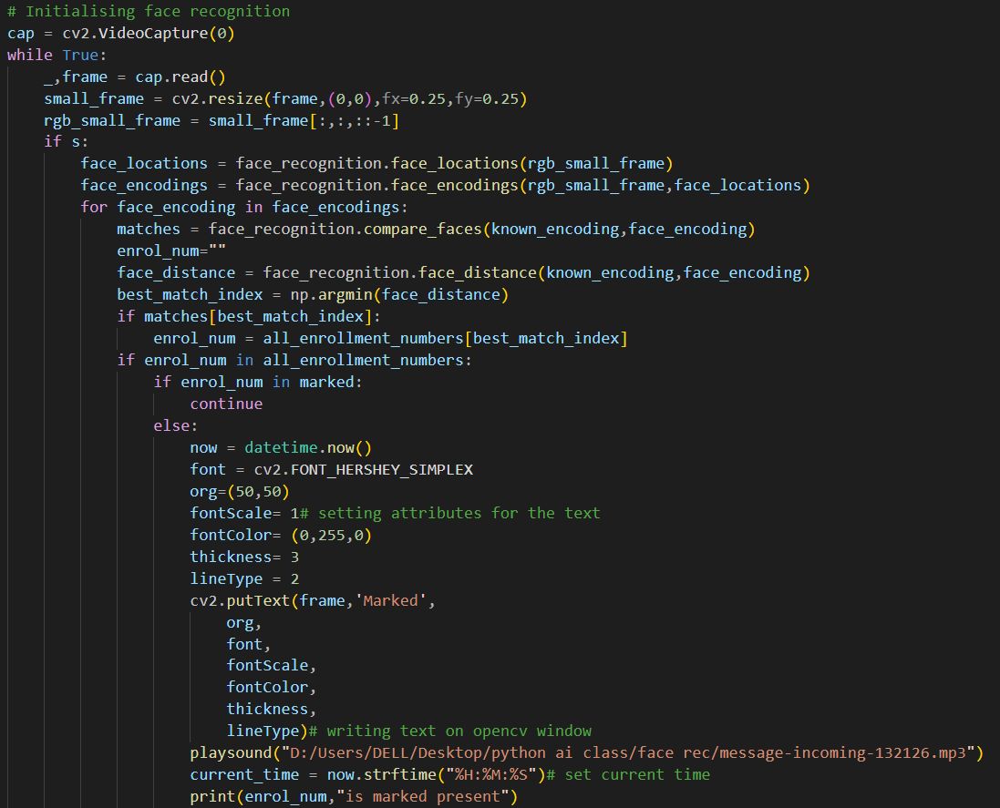 # Initialising face recognition
cap = cv2.VideoCapture(0)
while True:
    _,frame = cap.read()
    small_frame = cv2.resize(frame,(0,0),fx=0.25,fy=0.25)
    rgb_small_frame = small_frame[:,:,::-1]
    if s:
        face_locations = face_recognition.face_locations(rgb_small_frame)
        face_encodings = face_recognition.face_encodings(rgb_small_frame,face_locations)
        for face_encoding in face_encodings:
            matches = face_recognition.compare_faces(known_encoding,face_encoding)
            enrol_num=""
            face_distance = face_recognition.face_distance(known_encoding,face_encoding)
            best_match_index = np.argmin(face_distance)
            if matches[best_match_index]:
                enrol_num = all_enrollment_numbers[best_match_index]
            if enrol_num in all_enrollment_numbers:
                if enrol_num in marked:
                    continue
                else:
                    now = datetime.now()
                    font = cv2.FONT_HERSHEY_SIMPLEX
                    org=(50,50)
                    fontScale= 1# setting attributes for the text
                    fontColor= (0,255,0)
                    thickness= 3
                    lineType = 2
                    cv2.putText(frame,'Marked',
                        org,
                        font,
                        fontScale,
                        fontColor,
                        thickness,
                        lineType)# writing text on opencv window
                    playsound("D:/Users/DELL/Desktop/python ai class/face rec/message-incoming-132126.mp3")
                    current_time = now.strftime("%H:%M:%S")# set current time
                    print(enrol_num,"is marked present")